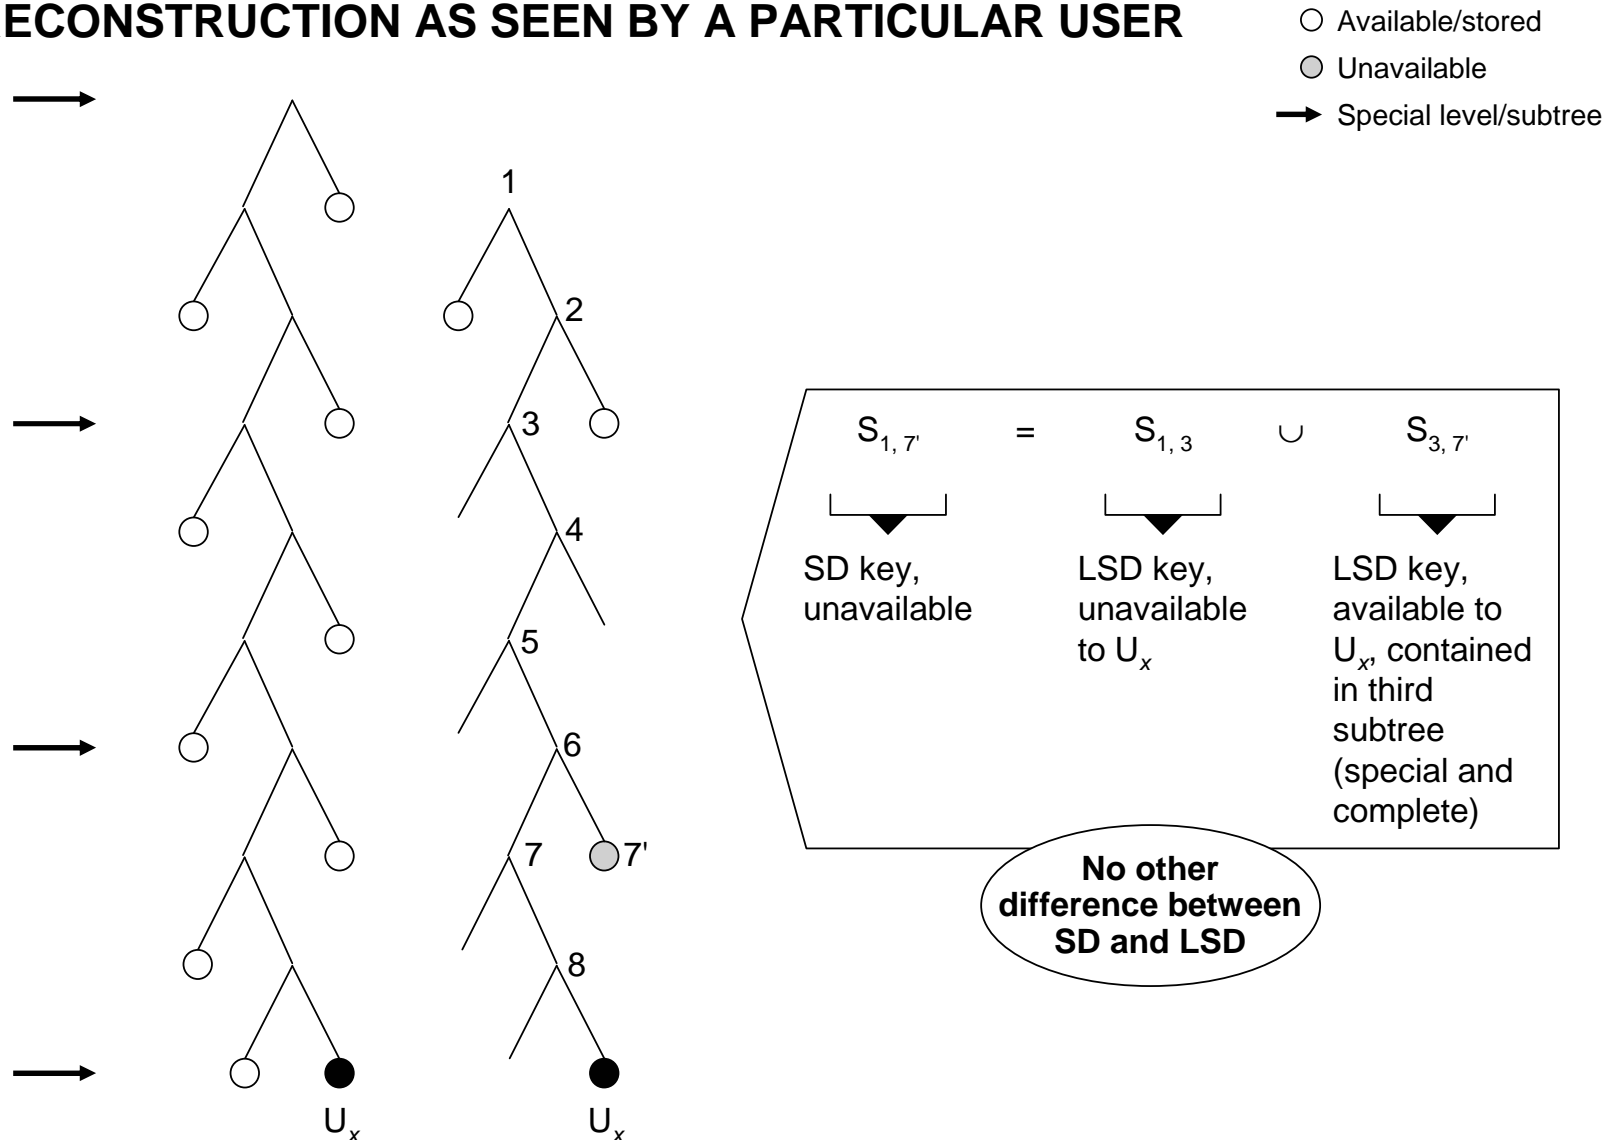 ECONSTRUCTION AS SEEN BY A PARTICULAR USER
Available/stored
Unavailable
Special level/subtree
1
2
3
4
5
6
7
7'
8
Ux
Ux
S1, 7' = S1, 3 ∪ S3, 7'
SD key,
unavailable
LSD key,
unavailable
to Ux
LSD key,
available to
Ux, contained
in third
subtree
(special and
complete)
No other
difference between
SD and LSD